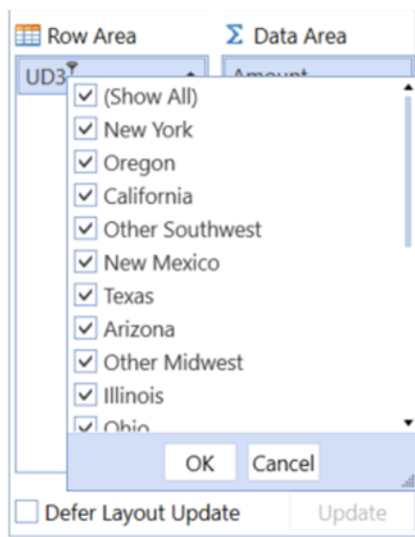 Row Area
Σ Data Area
UD3
Amount
(Show All)
New York
Oregon
California
Other Southwest
New Mexico
Texas
Arizona
Other Midwest
Illinois
Ohio
OK Cancel
Defer Layout Update
Update